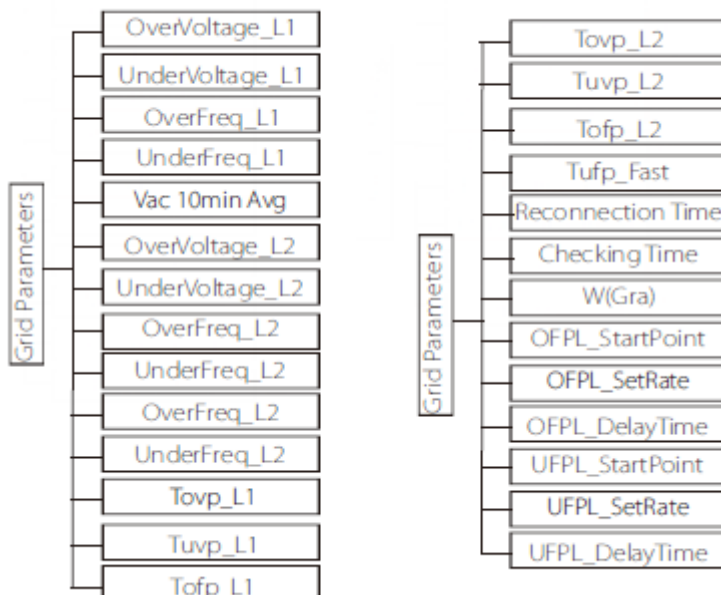 Grid Parameters
OverVoltage_L1
UnderVoltage_L1
OverFreq_L1
UnderFreq_L1
Vac 10min Avg
OverVoltage_L2
UnderVoltage_L2
OverFreq_L2
UnderFreq_L2
OverFreq_L2
UnderFreq_L2
Tovp_L1
Tuvp_L1
Tofp_L1
Grid Parameters
Tovp_L2
Tuvp_L2
Tofp_L2
Tufp_Fast
Reconnection Time
Checking Time
W(Gra)
OFPL_StartPoint
OFPL_SetRate
OFPL_DelayTime
UFPL_StartPoint
UFPL_SetRate
UFPL_DelayTime